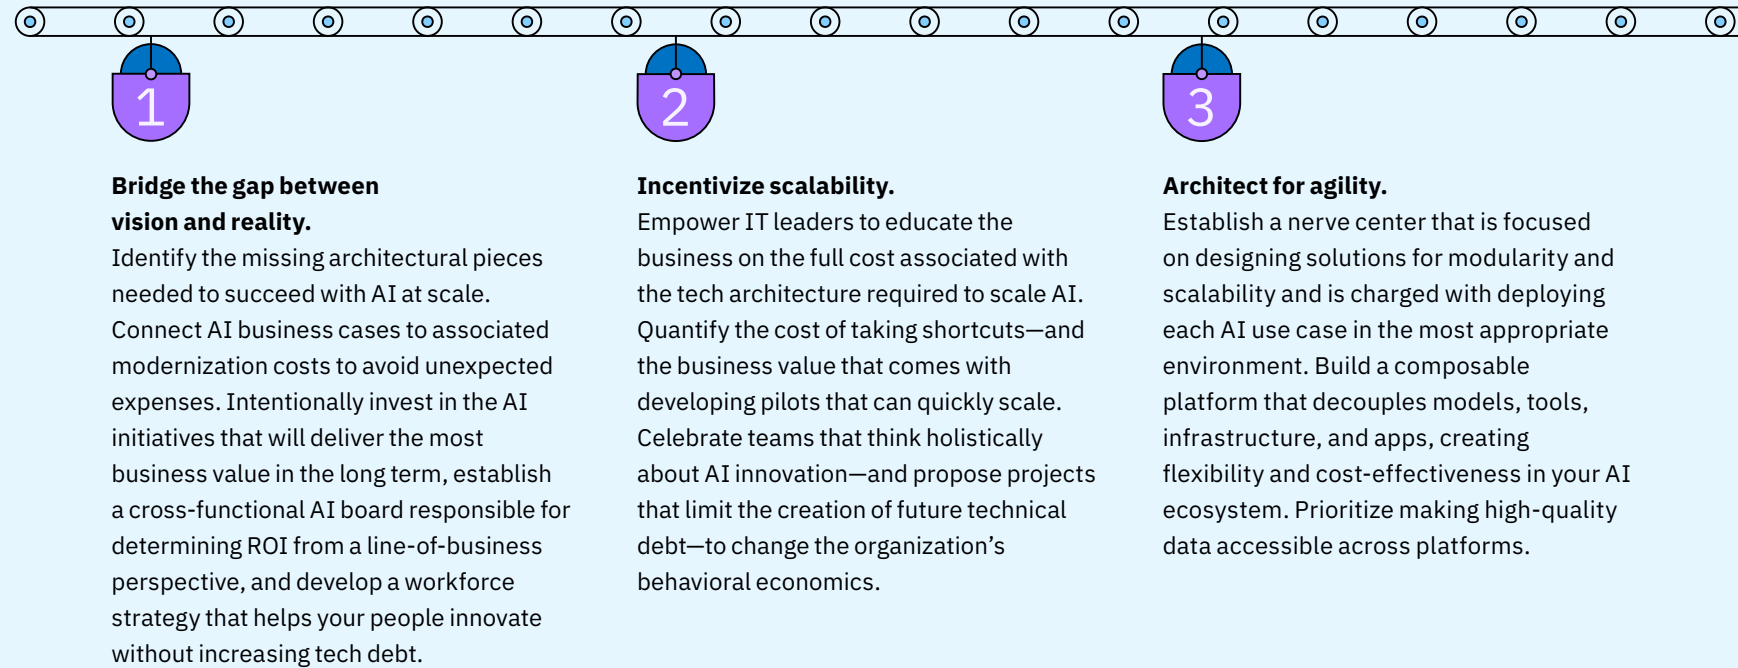 1
Bridge the gap between
vision and reality.
Identify the missing architectural pieces
needed to succeed with AI at scale.
Connect AI business cases to associated
modernization costs to avoid unexpected
expenses. Intentionally invest in the AI
initiatives that will deliver the most
business value in the long term, establish
a cross-functional AI board responsible for
determining ROI from a line-of-business
perspective, and develop a workforce
strategy that helps your people innovate
without increasing tech debt.
2
Incentivize scalability.
Empower IT leaders to educate the
business on the full cost associated with
the tech architecture required to scale AI.
Quantify the cost of taking shortcuts—and
the business value that comes with
developing pilots that can quickly scale.
Celebrate teams that think holistically
about AI innovation—and propose projects
that limit the creation of future technical
debt—to change the organization’s
behavioral economics.
3
Architect for agility.
Establish a nerve center that is focused
on designing solutions for modularity and
scalability and is charged with deploying
each AI use case in the most appropriate
environment. Build a composable
platform that decouples models, tools,
infrastructure, and apps, creating
flexibility and cost-effectiveness in your AI
ecosystem. Prioritize making high-quality
data accessible across platforms.